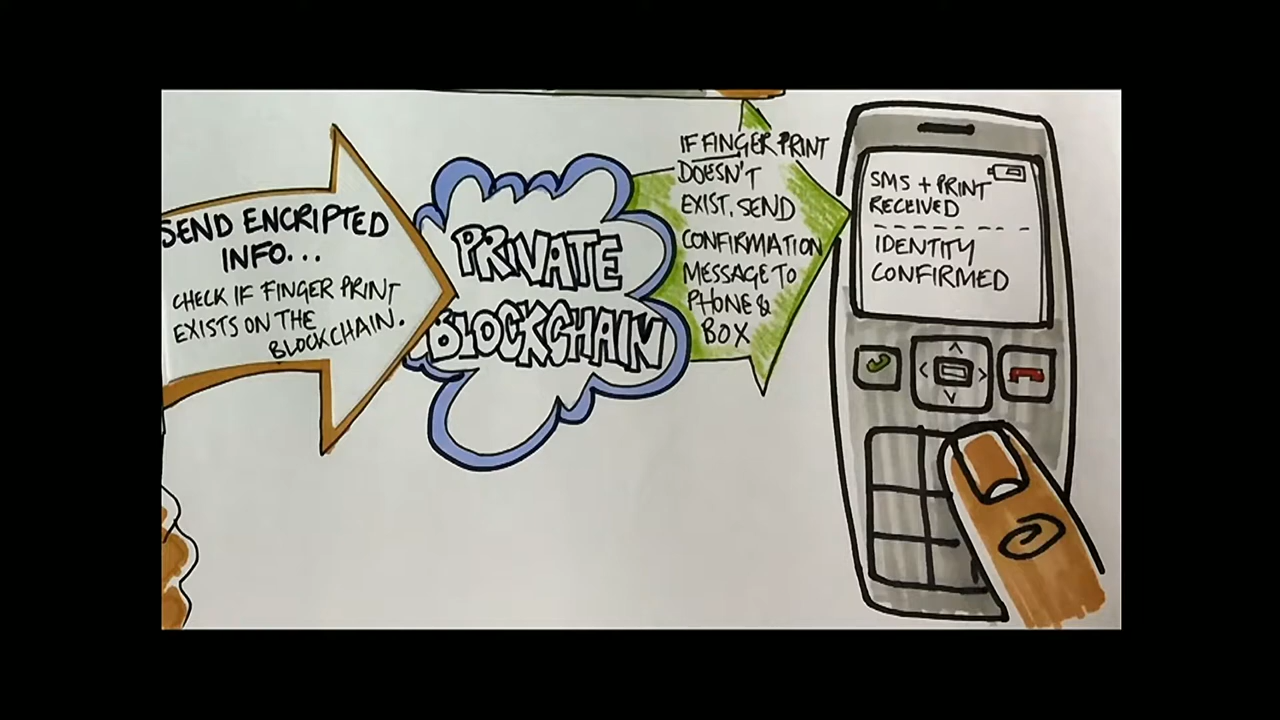 SEND ENCRIPTED
INFO...
CHECK IF FINGER PRINT
EXISTS ON THE
BLOCKCHAIN.
PRIVATE
BLOCKCHAIN
IF FINGER PRINT
DOESN'T
EXIST, SEND
CONFIRMATION
MESSAGE TO
PHONE &
BOX
SMS + PRINT
RECEIVED
IDENTITY
CONFIRMED